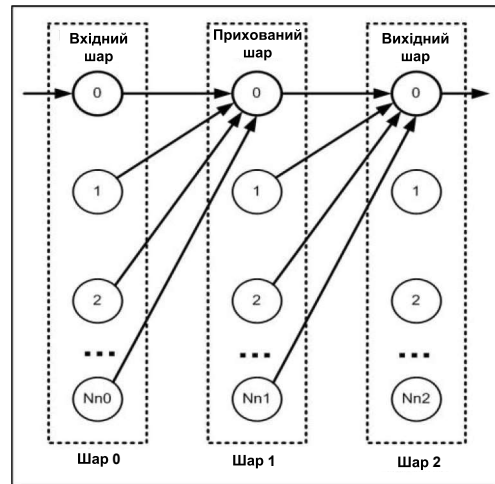 Вхідний шар
Прихований шар
Вихідний шар
0 0 0
1 1 1
2 2 2
... ... ...
Nn0 Nn1 Nn2
Шар 0 Шар 1 Шар 2